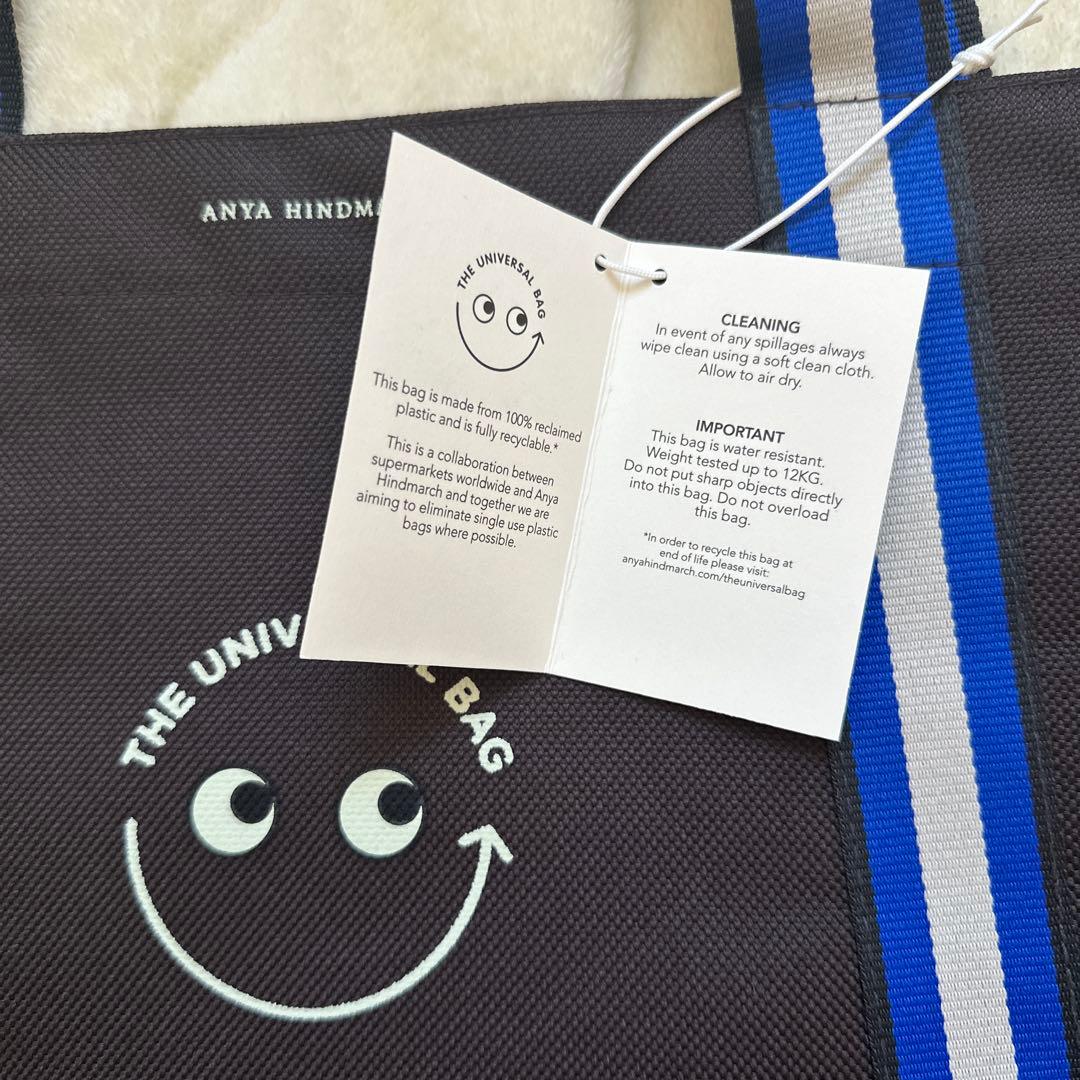 ANYA HINDMA
THE UNIVERSAL BAG
This bag is made from 100% reclaimed
plastic and is fully recyclable.*
This is a collaboration between
supermarkets worldwide and Anya
Hindmarch and together we are
aiming to eliminate single use plastic
bags where possible.
CLEANING
In event of any spillages always
wipe clean using a soft clean cloth.
Allow to air dry.
IMPORTANT
This bag is water resistant.
Weight tested up to 12KG.
Do not put sharp objects directly
into this bag. Do not overload
this bag.
*In order to recycle this bag at
end of life please visit:
anyahindmarch.com/theuniversalbag
THE UNIV L BAG